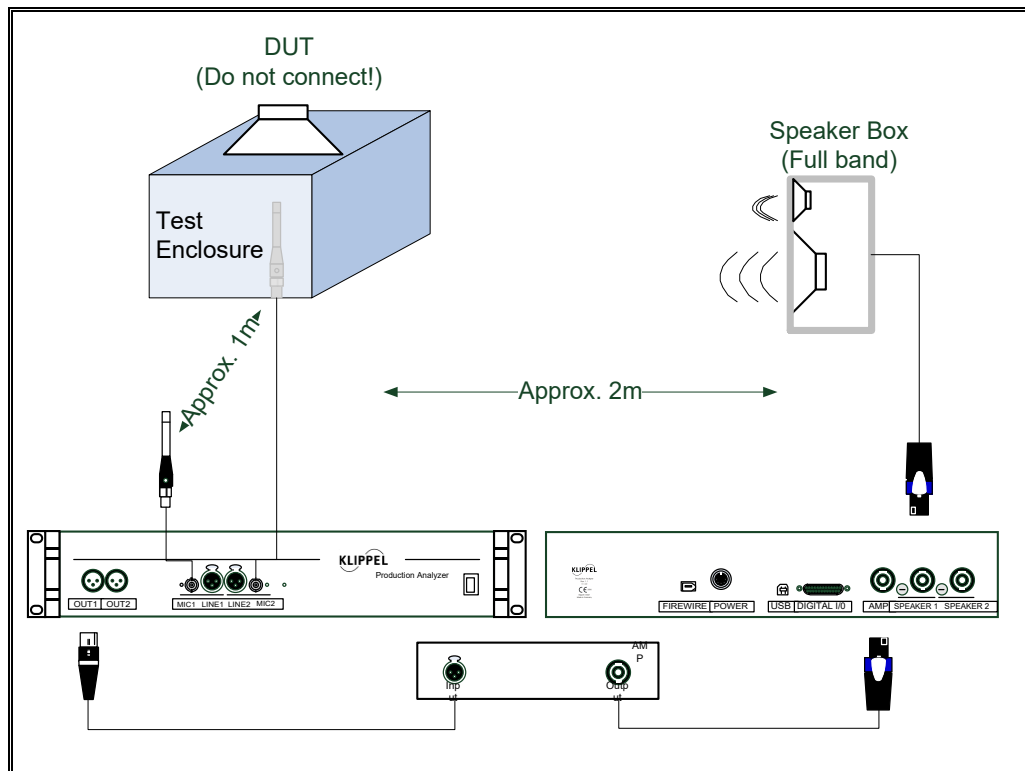 DUT
(Do not connect!)
Speaker Box
(Full band)
Test
Enclosure
Approx. 1m
Approx. 2m
KLIPPEL
Production Analyzer
OUT1 OUT2
MIC1 LINE1 LINE2 MIC2
KLIPPEL
CE
FIREWIRE POWER
USB DIGITAL I/0
AMP SPEAKER 1 SPEAKER 2
AM
P
Inp
ut
Outp
ut